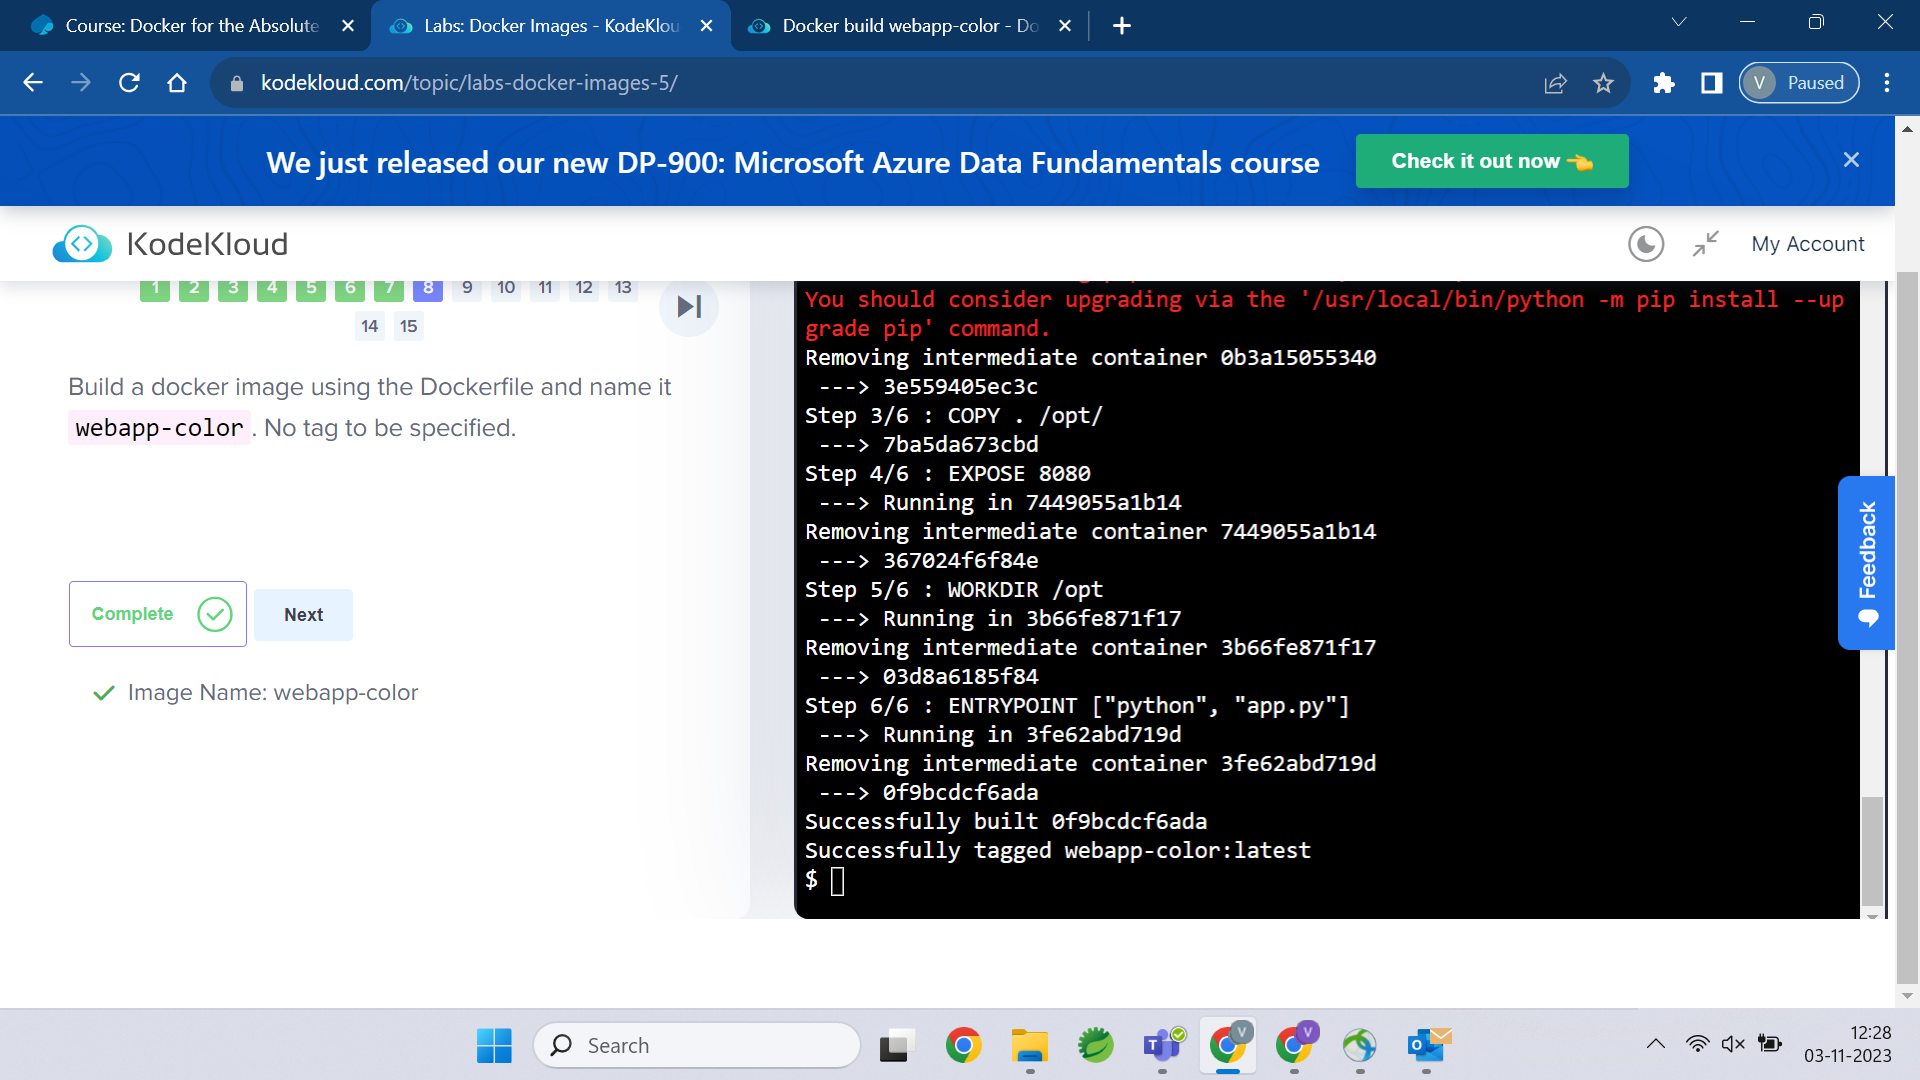 Course: Docker for the Absolute
Labs: Docker Images - KodeKlou
Docker build webapp-color - Do
kodekloud.com/topic/labs-docker-images-5/
V
Paused
We just released our new DP-900: Microsoft Azure Data Fundamentals course
Check it out now
KodeKloud
My Account
1 2 3 4 5 6 7 8 9 10 11 12 13
14 15
Build a docker image using the Dockerfile and name it
webapp-color . No tag to be specified.
Complete
Next
Image Name: webapp-color
You should consider upgrading via the '/usr/local/bin/python -m pip install --up
grade pip' command.
Removing intermediate container 0b3a15055340
---> 3e559405ec3c
Step 3/6 : COPY . /opt/
---> 7ba5da673cbd
Step 4/6 : EXPOSE 8080
---> Running in 7449055a1b14
Removing intermediate container 7449055a1b14
---> 367024f6f84e
Step 5/6 : WORKDIR /opt
---> Running in 3b66fe871f17
Removing intermediate container 3b66fe871f17
---> 03d8a6185f84
Step 6/6 : ENTRYPOINT ["python", "app.py"]
---> Running in 3fe62abd719d
Removing intermediate container 3fe62abd719d
---> 0f9bcdcf6ada
Successfully built 0f9bcdcf6ada
Successfully tagged webapp-color:latest
$
Feedback
Search
T
V
V
O
12:28
03-11-2023